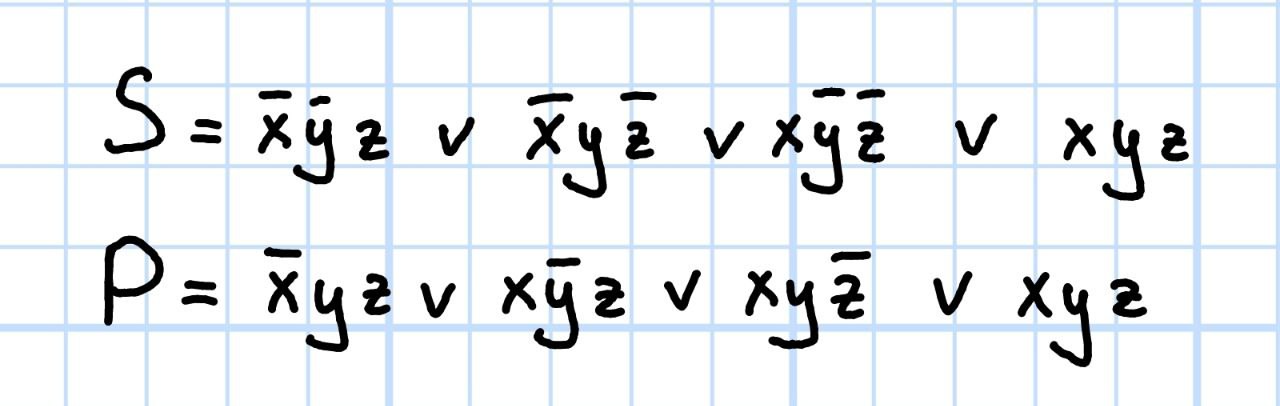 S = x̄ȳz ∨ x̄yz̄ ∨ xȳz̄ ∨ xyz
P = x̄yz ∨ xȳz ∨ xyz̄ ∨ xyz